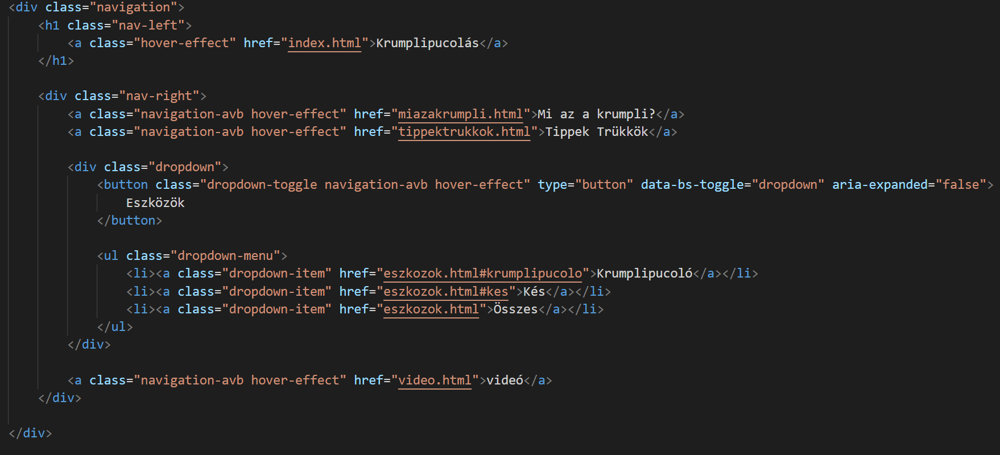 <div class="navigation">
<h1 class="nav-left">
<a class="hover-effect" href="index.html">Krumplipucolás</a>
</h1>
<div class="nav-right">
<a class="navigation-avb hover-effect" href="miazakrumpli.html">Mi az a krumpli?</a>
<a class="navigation-avb hover-effect" href="tippektrukkok.html">Tippek Trükkök</a>
<div class="dropdown">
<button class="dropdown-toggle navigation-avb hover-effect" type="button" data-bs-toggle="dropdown" aria-expanded="false">
Eszközök
</button>
<ul class="dropdown-menu">
<li><a class="dropdown-item" href="eszkozok.html#krumplipucolo">Krumplipucoló</a></li>
<li><a class="dropdown-item" href="eszkozok.html#kes">Kés</a></li>
<li><a class="dropdown-item" href="eszkozok.html">Összes</a></li>
</ul>
</div>
<a class="navigation-avb hover-effect" href="video.html">videó</a>
</div>
</div>